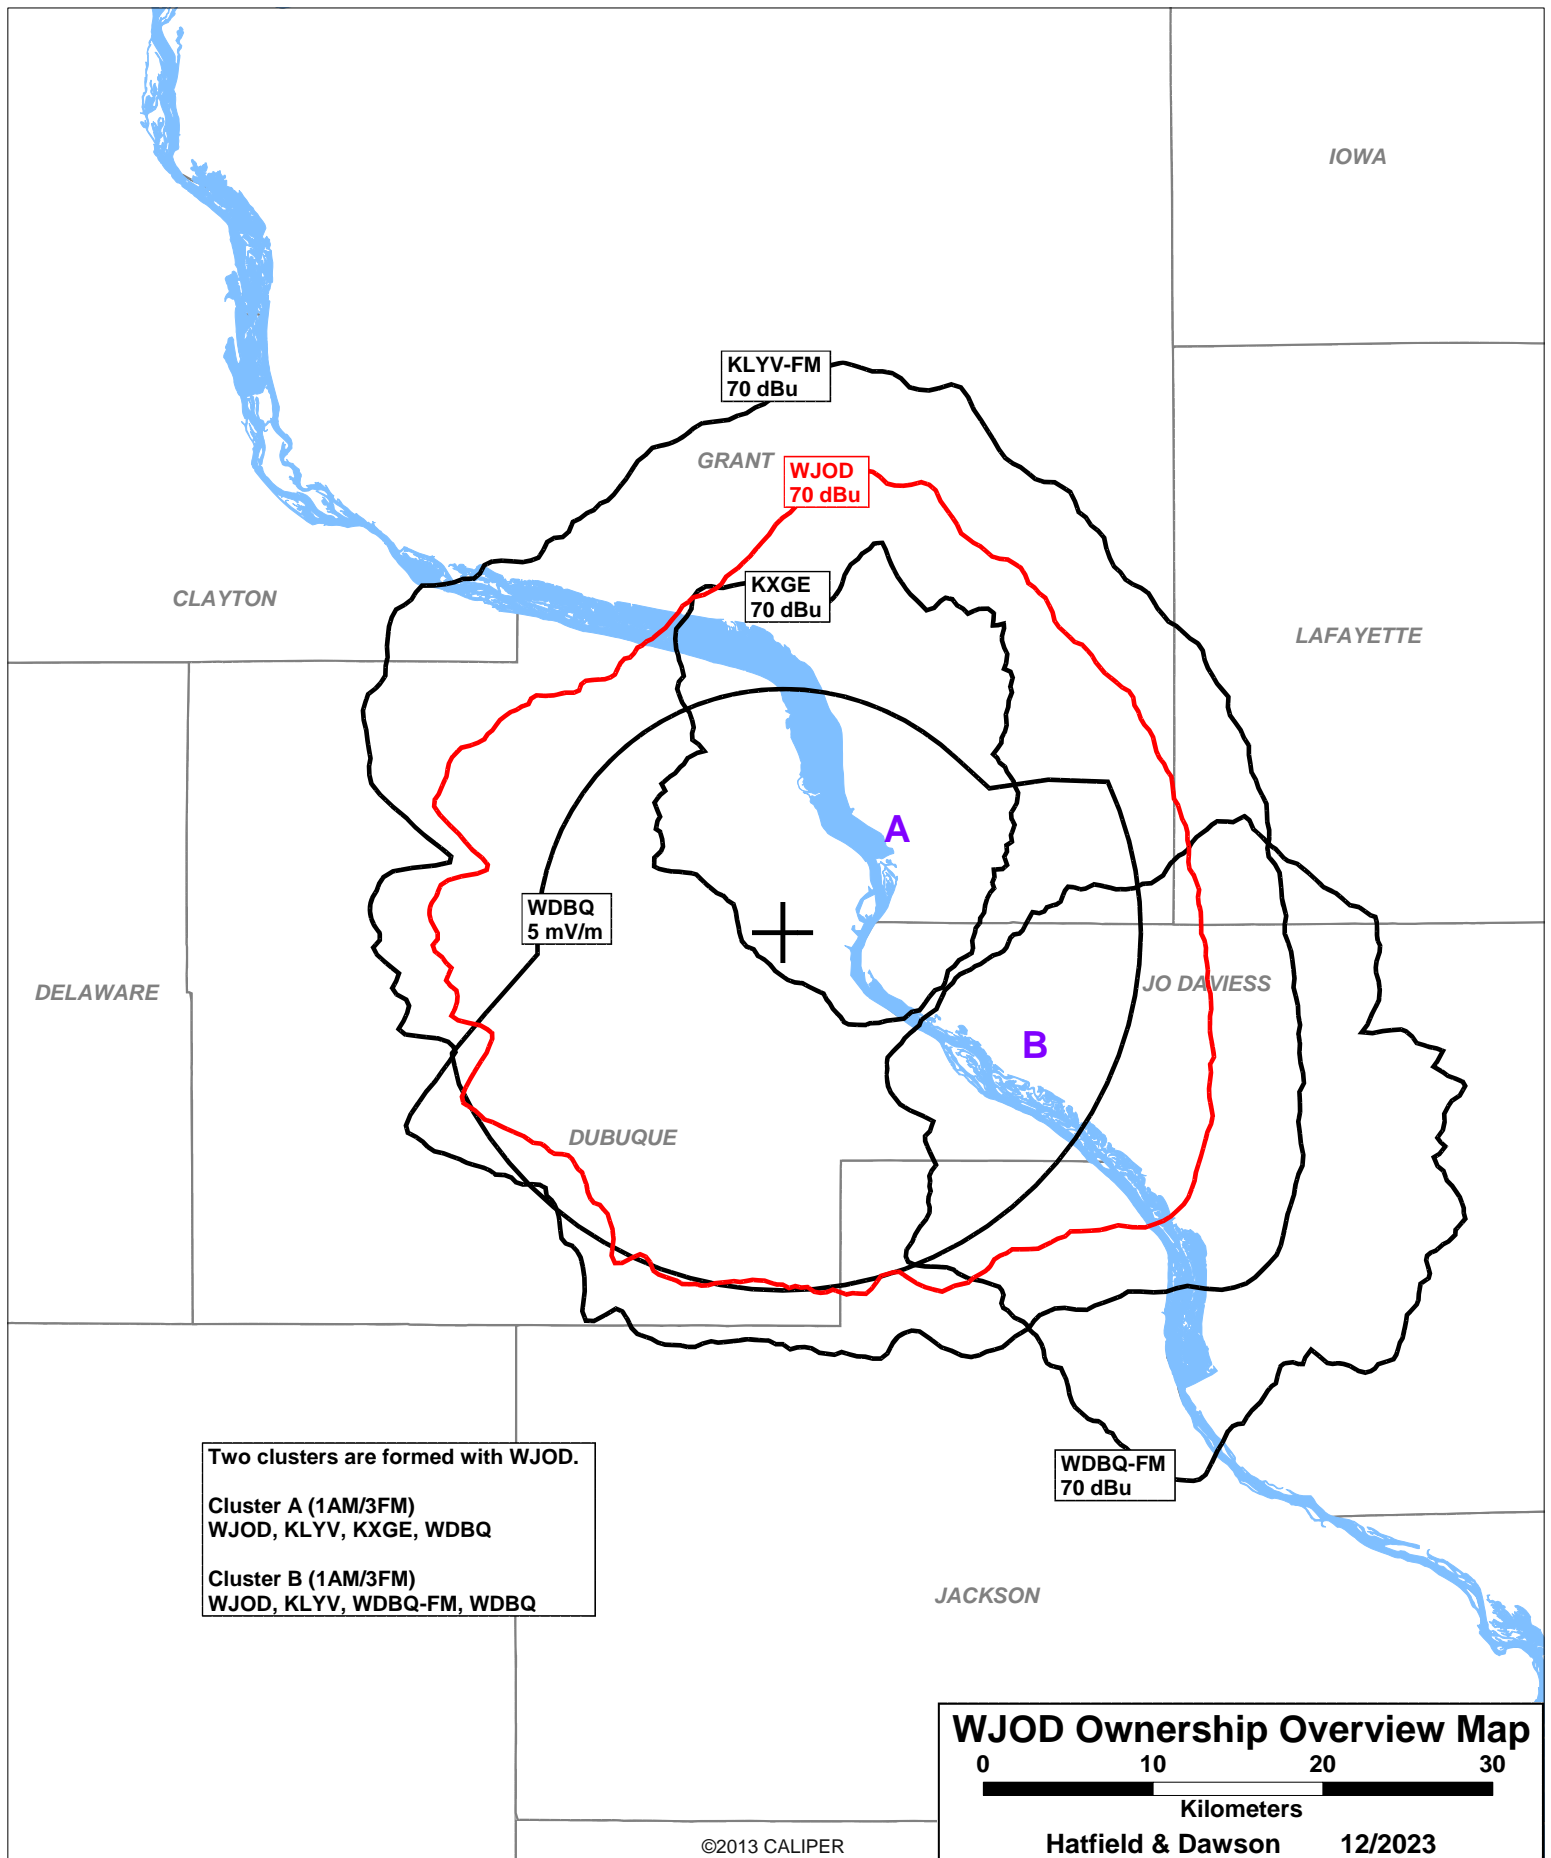 IOWA
KLYV-FM
70 dBu
GRANT
WJOD
70 dBu
KXGE
70 dBu
CLAYTON
LAFAYETTE
A
WDBQ
5 mV/m
DELAWARE
JO DAVIESS
B
DUBUQUE
WDBQ-FM
70 dBu
Two clusters are formed with WJOD.
Cluster A (1AM/3FM)
WJOD, KLYV, KXGE, WDBQ
Cluster B (1AM/3FM)
WJOD, KLYV, WDBQ-FM, WDBQ
JACKSON
WJOD Ownership Overview Map
0 10 20 30
Kilometers
Hatfield & Dawson 12/2023
©2013 CALIPER